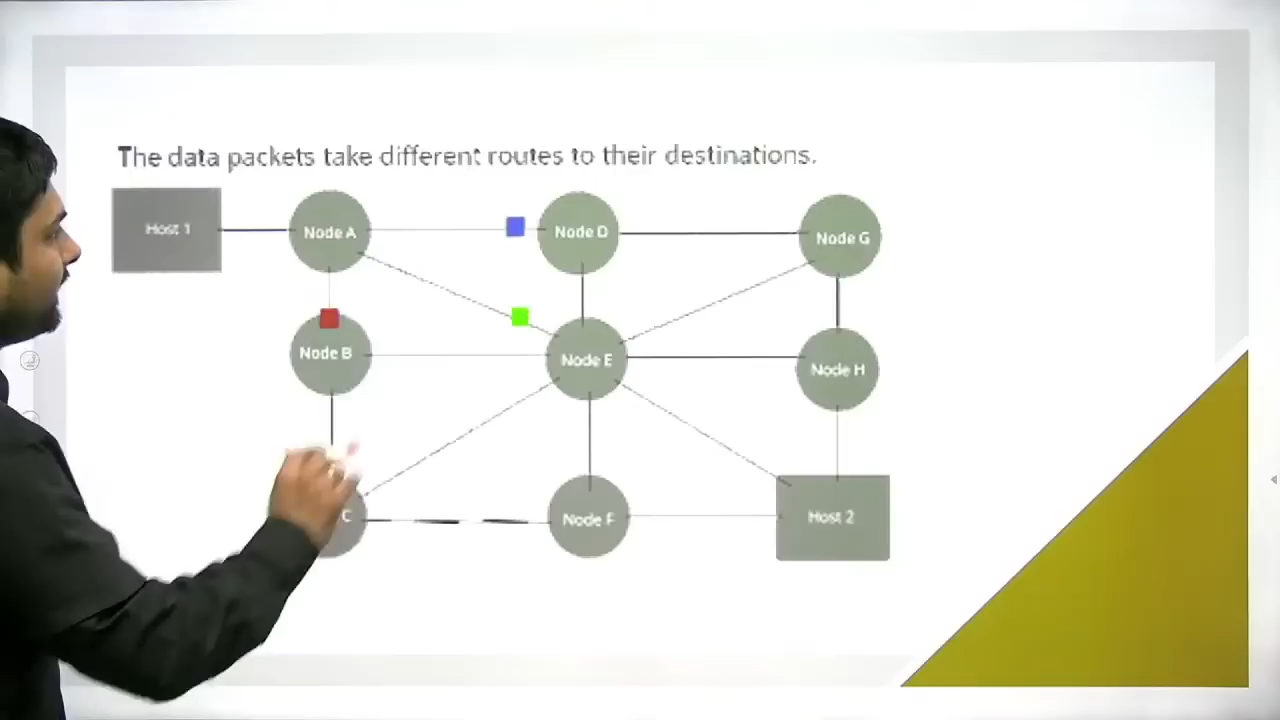 The data packets take different routes to their destinations.
Host 1
Node A
Node D
Node G
Node B
Node E
Node H
C
Node F
Host 2